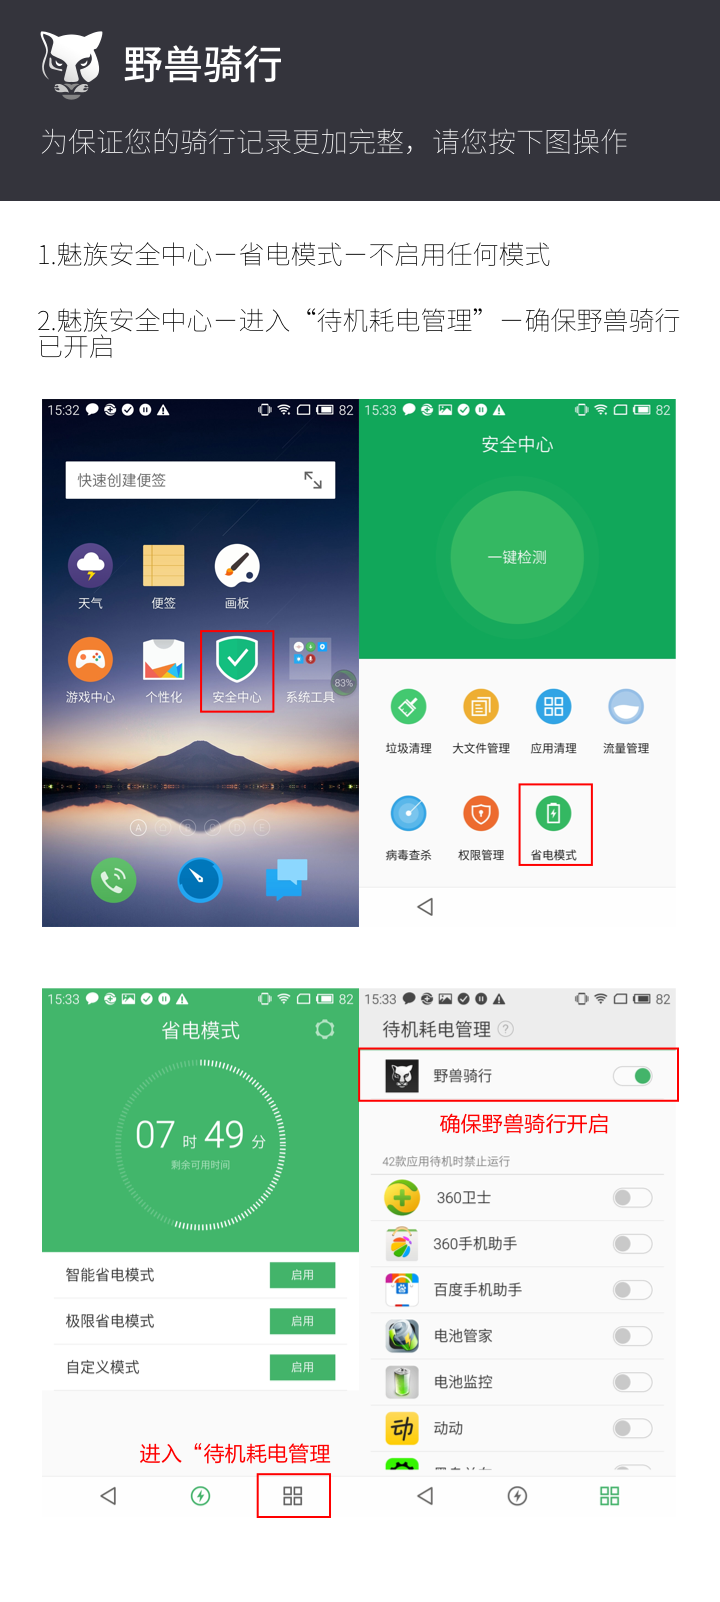 野兽骑行
为保证您的骑行记录更加完整，请您按下图操作
1.魅族安全中心—省电模式—不启用任何模式
2.魅族安全中心—进入“待机耗电管理”—确保野兽骑行
已开启
15:32
82
快速创建便签
天气
便签
画板
游戏中心
个性化
安全中心
系统工具
83%
A
E
15:33
82
安全中心
一键检测
垃圾清理
大文件管理
应用清理
流量管理
病毒查杀
权限管理
省电模式
15:33
82
省电模式
07 时 49 分
剩余可用时间
智能省电模式
启用
极限省电模式
启用
自定义模式
启用
进入“待机耗电管理
15:33
82
待机耗电管理 ?
野兽骑行
确保野兽骑行开启
42款应用待机时禁止运行
360卫士
360手机助手
百度手机助手
电池管家
电池监控
动
动动